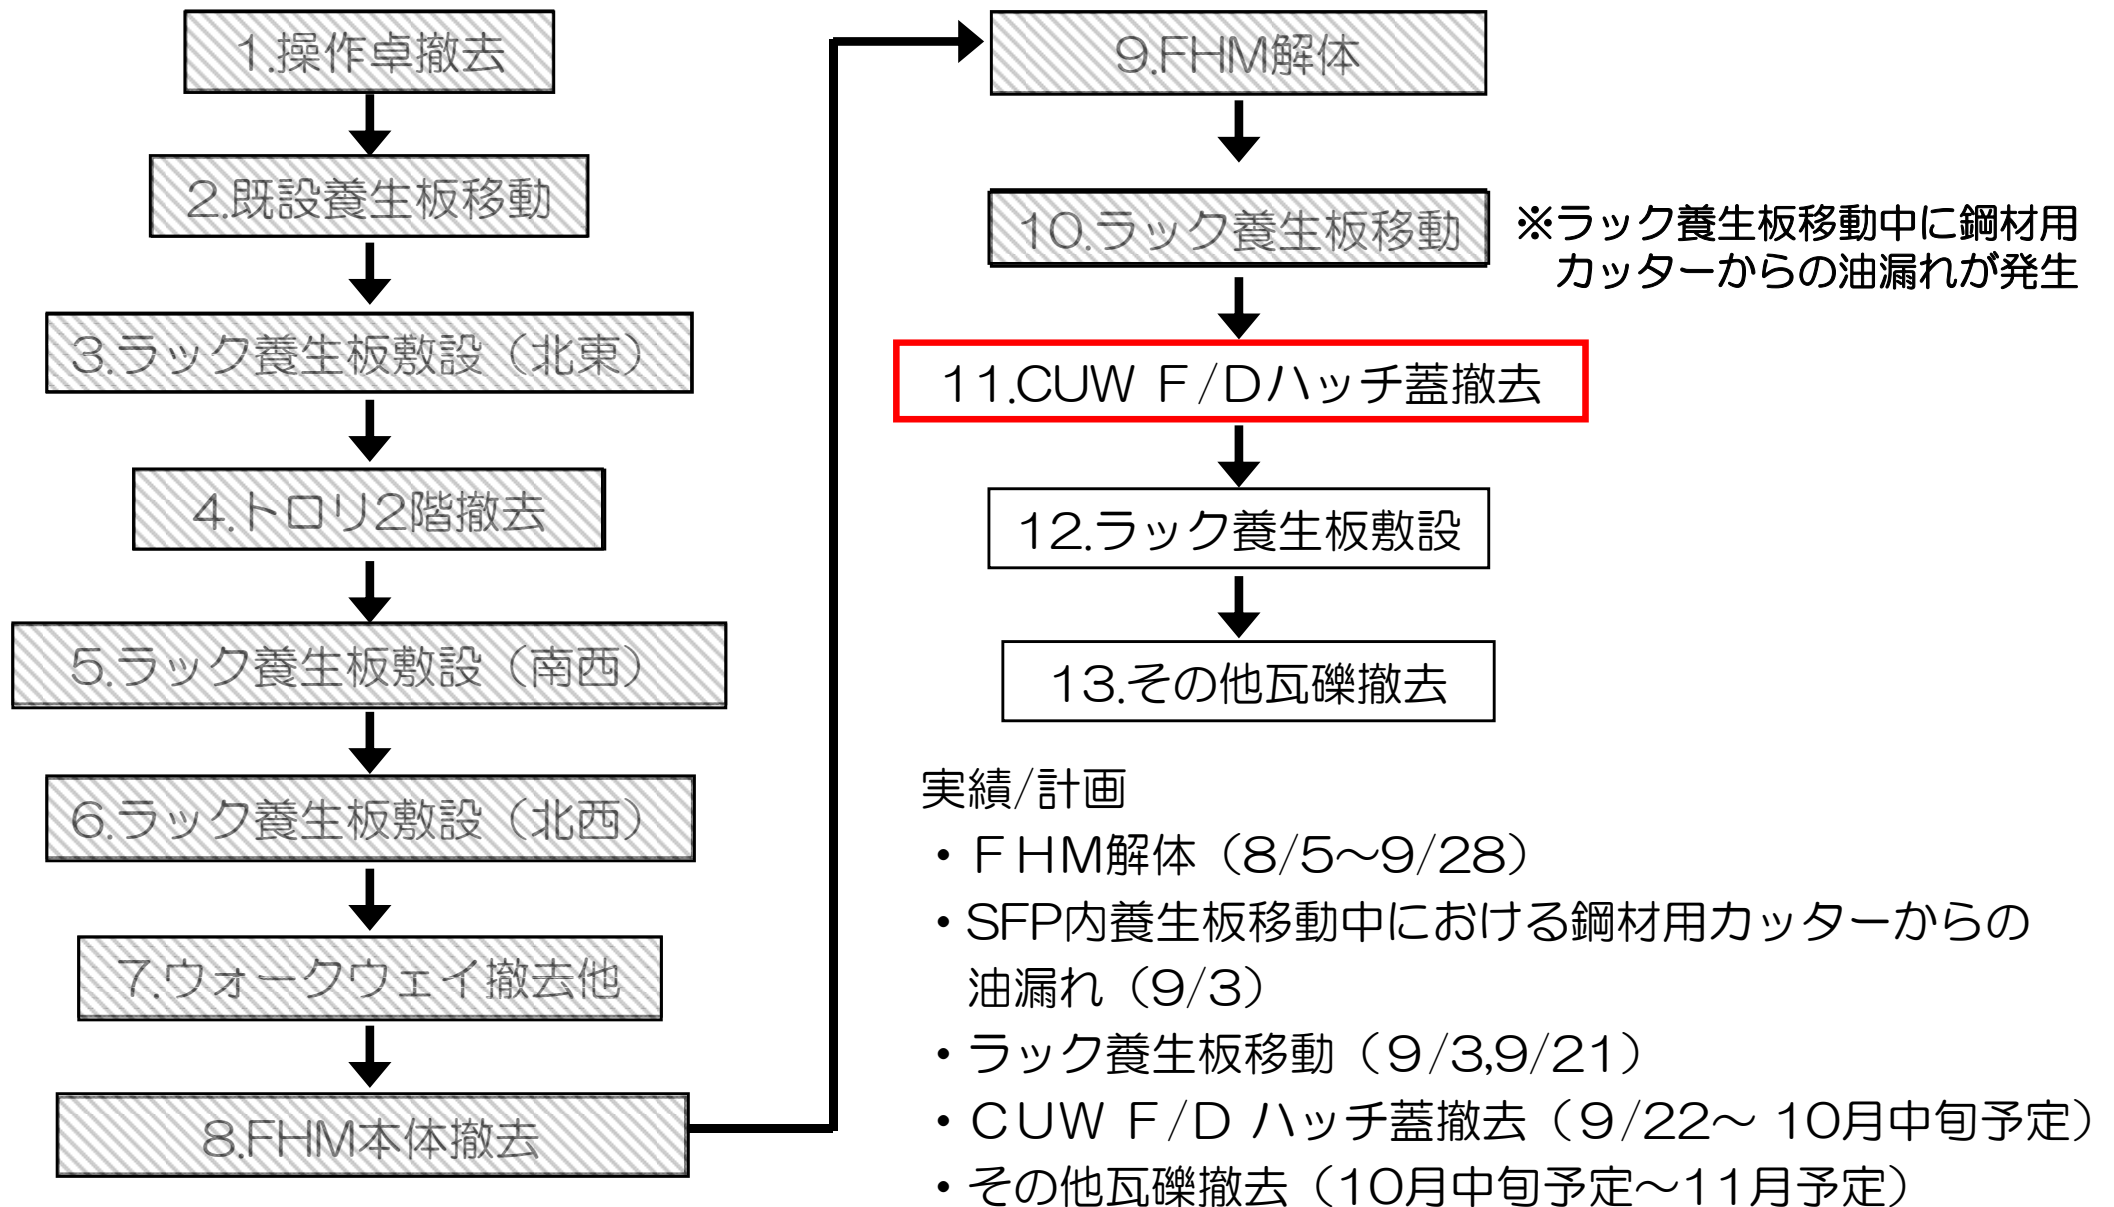 1.操作卓撤去
2.既設養生板移動
3.ラック養生板敷設（北東）
4.トロリ2階撤去
5.ラック養生板敷設（南西）
6.ラック養生板敷設（北西）
7.ウォークウェイ撤去他
8.FHM本体撤去
9.FHM解体
10.ラック養生板移動
※ラック養生板移動中に鋼材用
カッターからの油漏れが発生
11.CUW Ｆ/Dハッチ蓋撤去
12.ラック養生板敷設
13.その他瓦礫撤去
実績/計画
・ＦＨＭ解体（8/5～9/28）
・SFP内養生板移動中における鋼材用カッターからの
油漏れ（9/3）
・ラック養生板移動（９/3,9/21）
・ＣＵＷ Ｆ/Ｄ ハッチ蓋撤去（９/22～ 10月中旬予定）
・その他瓦礫撤去（10月中旬予定～11月予定）